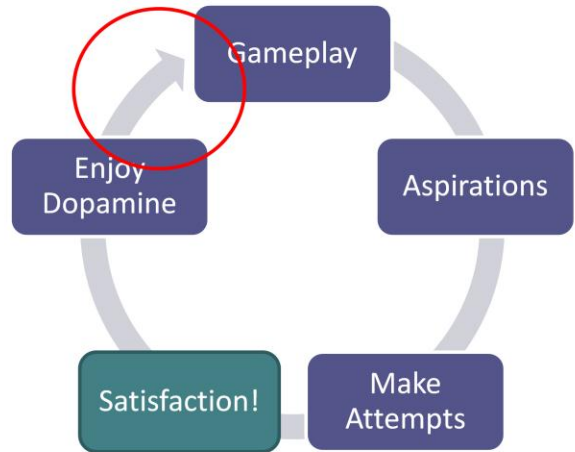 Gameplay
Aspirations
Make
Attempts
Satisfaction!
Enjoy
Dopamine